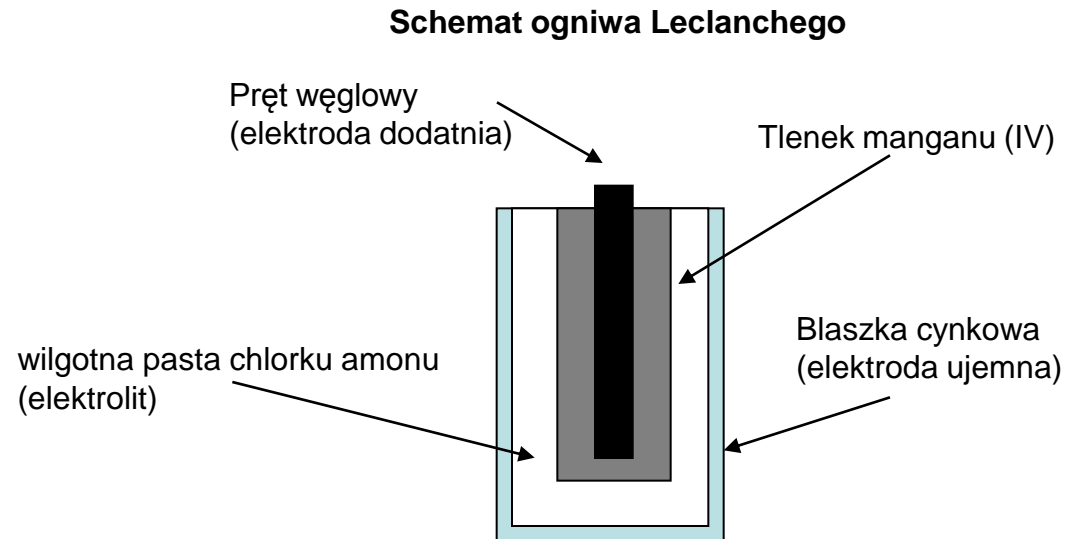 Schemat ogniwa Leclanchego
Pręt węglowy
(elektroda dodatnia)
Tlenek manganu (IV)
Blaszka cynkowa
(elektroda ujemna)
wilgotna pasta chlorku amonu
(elektrolit)